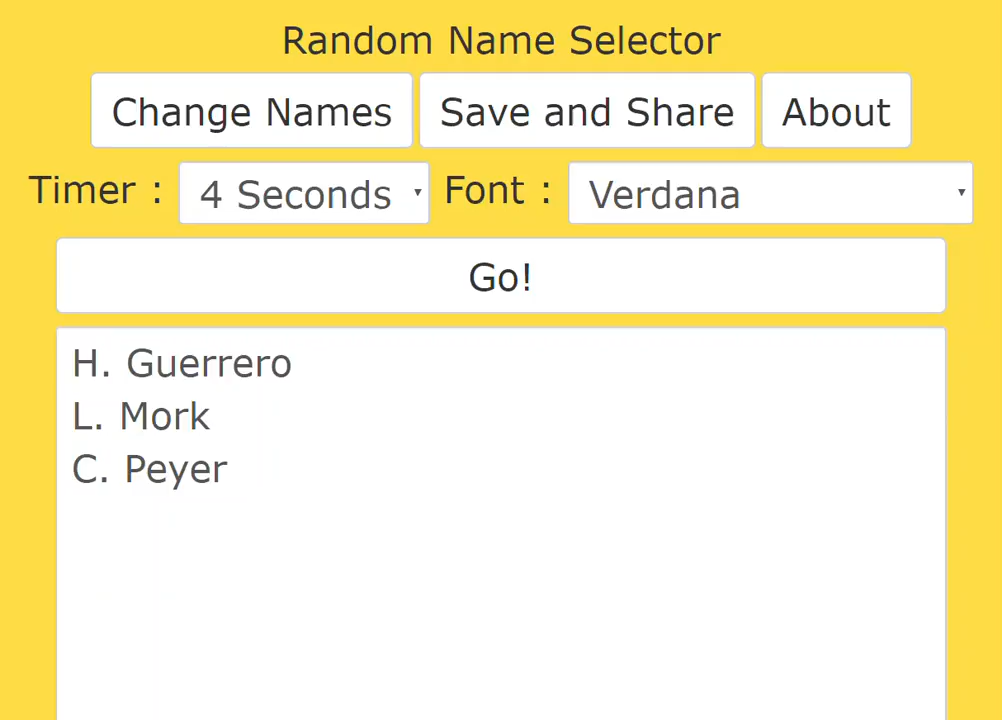 Random Name Selector
Change Names Save and Share About
Timer : 4 Seconds Font : Verdana
Go!
H. Guerrero
L. Mork
C. Peyer